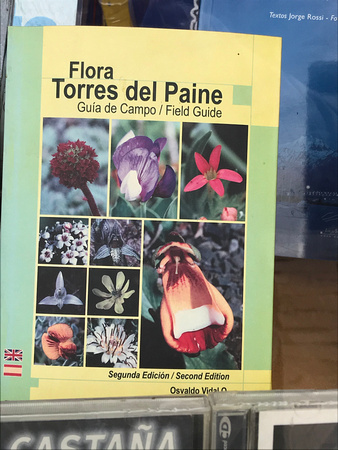 Textos Jorge Rossi - Fo
Flora
Torres del Paine
Guía de Campo / Field Guide
Segunda Edición / Second Edition
Osvaldo Vidal O.
CASTAÑA
CD